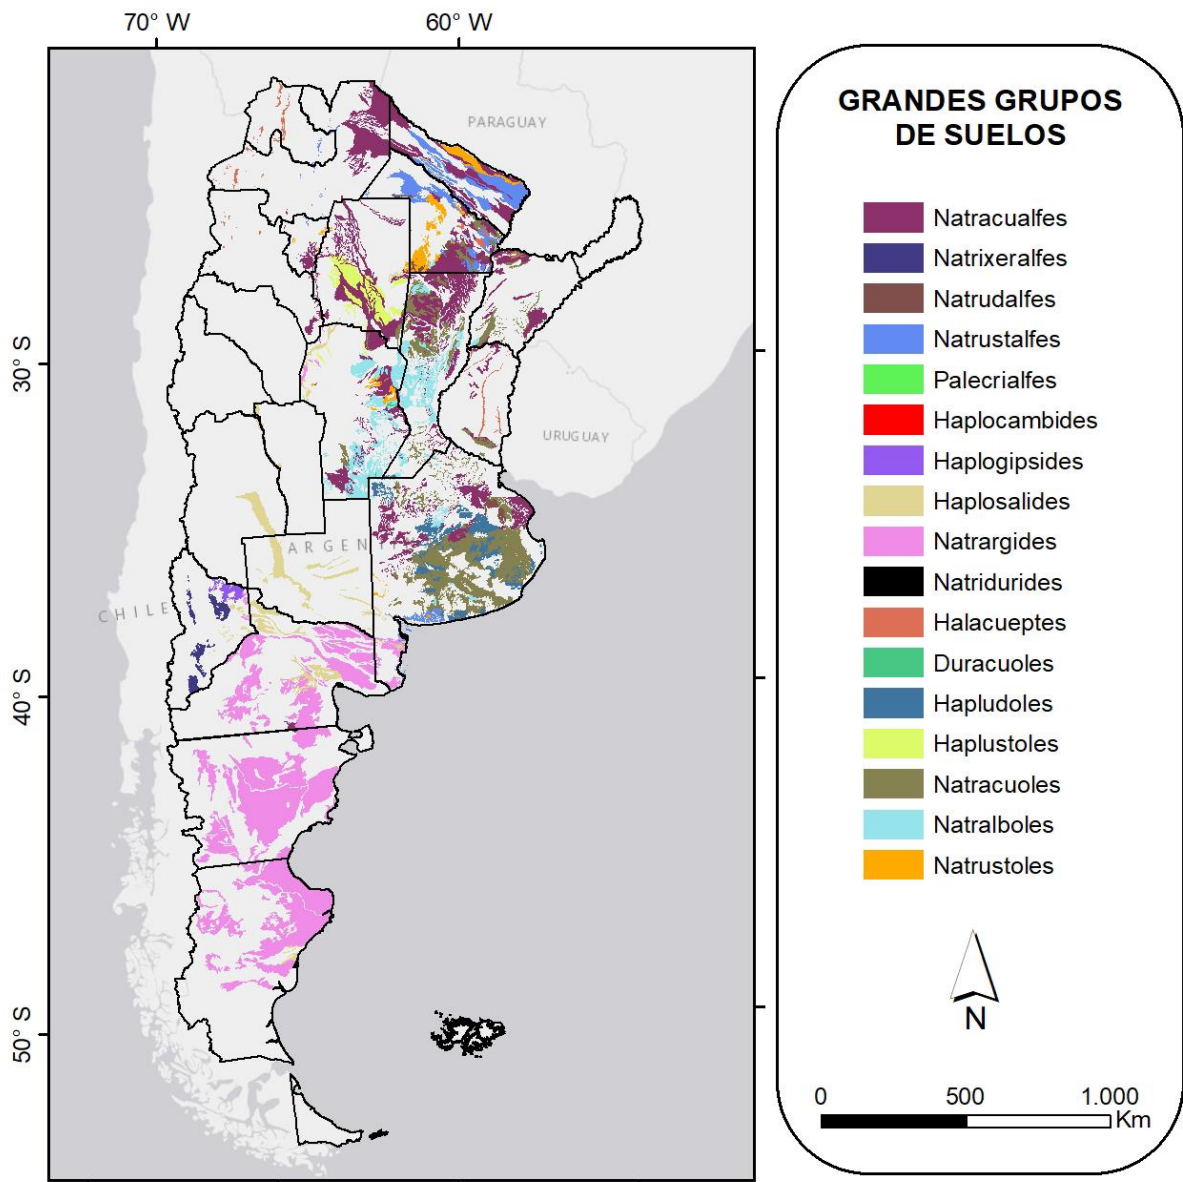 70° W
60° W
30° S
40° S
50° S
PARAGUAY
URUGUAY
ARGENTI
CHILE
GRANDES GRUPOS
DE SUELOS
Natracualfes
Natrixeralfes
Natrudalfes
Natrustalfes
Palecrialfes
Haplocambides
Haplogipsides
Haplosalides
Natrargides
Natridurides
Halacueptes
Duracuoles
Hapludoles
Haplustoles
Natracuoles
Natralboles
Natrustoles
N
0 500 1.000
Km